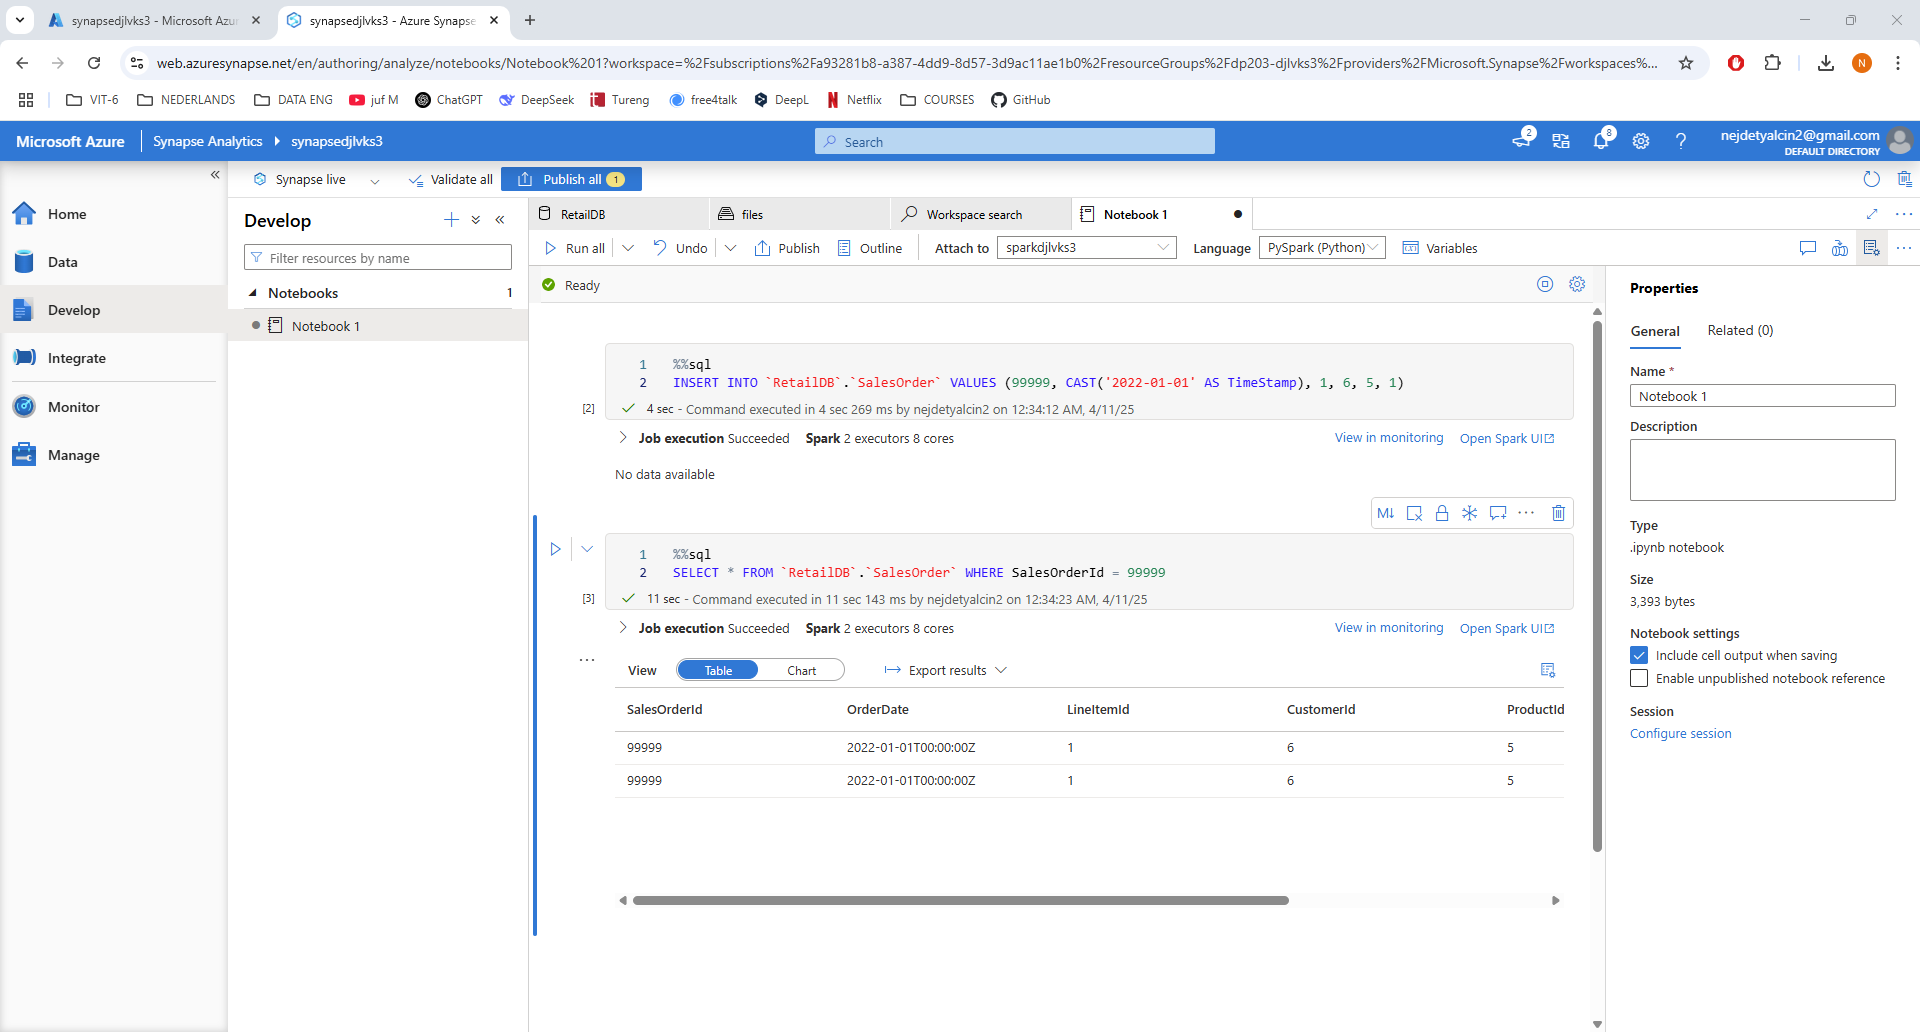 synapsedjlvks3 - Microsoft Azu
synapsedjlvks3 - Azure Synapse
web.azuresynapse.net/en/authoring/analyze/notebooks/Notebook%201?workspace=%2Fsubscriptions%2Fa93281b8-a387-4dd9-8d57-3d9ac11ae1b0%2FresourceGroups%2Fdp203-djlvks3%2Fproviders%2FMicrosoft.Synapse%2Fworkspaces%...
N
VIT-6 NEDERLANDS DATA ENG juf M ChatGPT DeepSeek Tureng free4talk DeepL Netflix COURSES GitHub
Microsoft Azure Synapse Analytics synapsedjlvks3 Search 2 8 nejdetyalcin2@gmail.com
DEFAULT DIRECTORY
Synapse live Validate all Publish all 1
Home
Data
Develop
Integrate
Monitor
Manage
Develop
Filter resources by name
Notebooks 1
Notebook 1
RetailDB files Workspace search Notebook 1
Run all Undo Publish Outline Attach to sparkdjlvks3 Language PySpark (Python) Variables
Ready
1 %%sql
2 INSERT INTO `RetailDB`.`SalesOrder` VALUES (99999, CAST('2022-01-01' AS TimeStamp), 1, 6, 5, 1)
[2] 4 sec - Command executed in 4 sec 269 ms by nejdetyalcin2 on 12:34:12 AM, 4/11/25
Job execution Succeeded Spark 2 executors 8 cores View in monitoring Open Spark UI
No data available
M↓
1 %%sql
2 SELECT * FROM `RetailDB`.`SalesOrder` WHERE SalesOrderId = 99999
[3] 11 sec - Command executed in 11 sec 143 ms by nejdetyalcin2 on 12:34:23 AM, 4/11/25
Job execution Succeeded Spark 2 executors 8 cores View in monitoring Open Spark UI
View Table Chart Export results
SalesOrderId OrderDate LineItemId CustomerId ProductId
99999 2022-01-01T00:00:00Z 1 6 5
99999 2022-01-01T00:00:00Z 1 6 5
Properties
General Related (0)
Name *
Notebook 1
Description
Type
.ipynb notebook
Size
3,393 bytes
Notebook settings
Include cell output when saving
Enable unpublished notebook reference
Session
Configure session